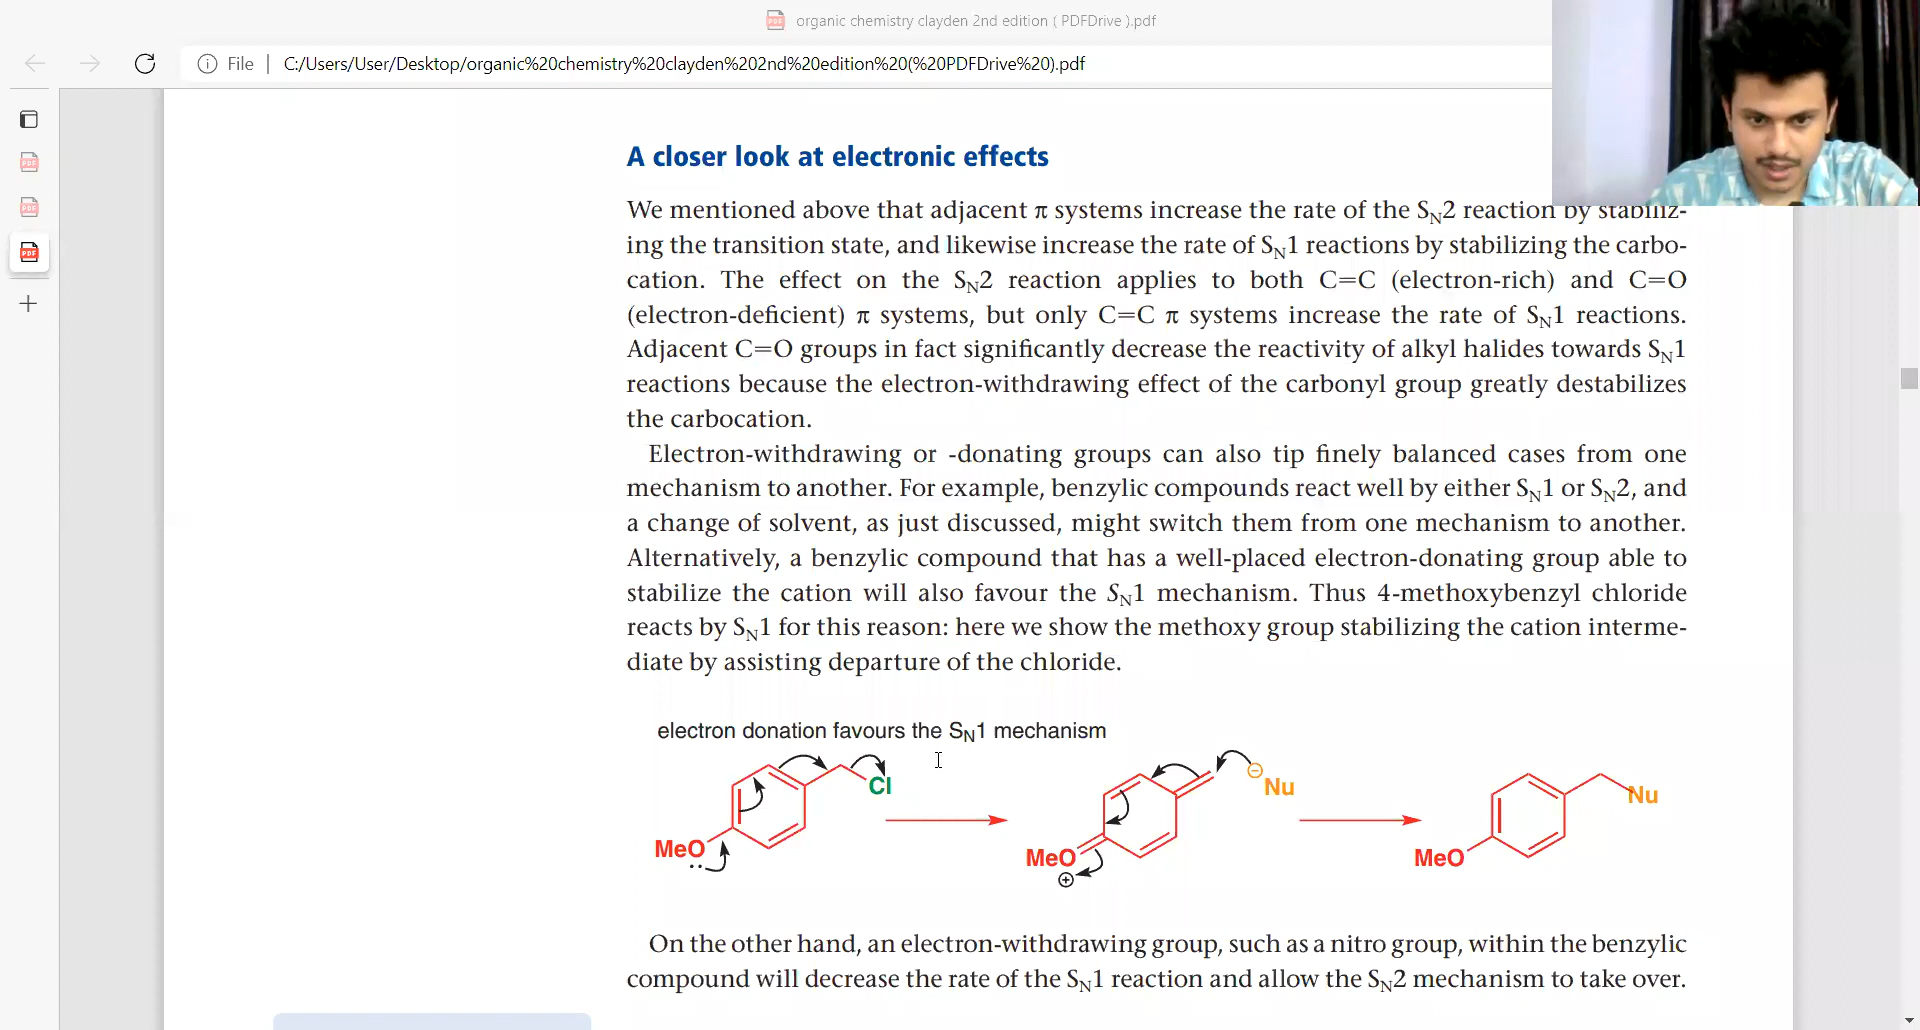 organic chemistry clayden 2nd edition ( PDFDrive ).pdf
File
C:/Users/User/Desktop/organic%20chemistry%20clayden%202nd%20edition%20(%20PDFDrive%20).pdf
A closer look at electronic effects
We mentioned above that adjacent π systems increase the rate of the SN2 reaction by stabiliz-
ing the transition state, and likewise increase the rate of SN1 reactions by stabilizing the carbo-
cation. The effect on the SN2 reaction applies to both C=C (electron-rich) and C=O
(electron-deficient) π systems, but only C=C π systems increase the rate of SN1 reactions.
Adjacent C=O groups in fact significantly decrease the reactivity of alkyl halides towards SN1
reactions because the electron-withdrawing effect of the carbonyl group greatly destabilizes
the carbocation.
Electron-withdrawing or -donating groups can also tip finely balanced cases from one
mechanism to another. For example, benzylic compounds react well by either SN1 or SN2, and
a change of solvent, as just discussed, might switch them from one mechanism to another.
Alternatively, a benzylic compound that has a well-placed electron-donating group able to
stabilize the cation will also favour the SN1 mechanism. Thus 4-methoxybenzyl chloride
reacts by SN1 for this reason: here we show the methoxy group stabilizing the cation interme-
diate by assisting departure of the chloride.
electron donation favours the SN1 mechanism
Cl
MeO
Nu
MeO
Nu
MeO
On the other hand, an electron-withdrawing group, such as a nitro group, within the benzylic
compound will decrease the rate of the SN1 reaction and allow the SN2 mechanism to take over.